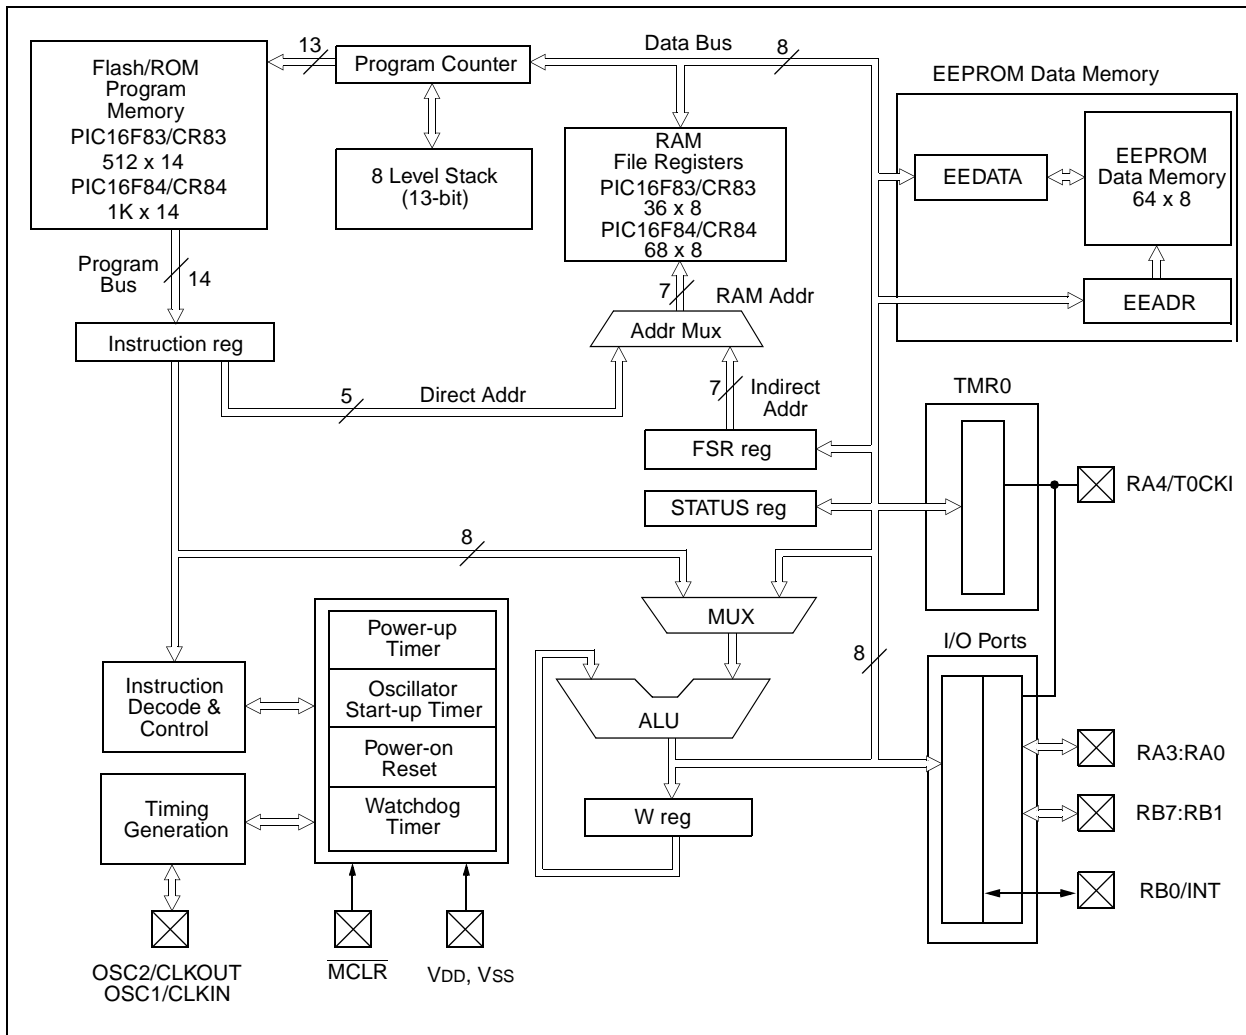 13
Program Counter
Data Bus
8
Flash/ROM
Program
Memory
PIC16F83/CR83
512 x 14
PIC16F84/CR84
1K x 14
8 Level Stack
(13-bit)
RAM
File Registers
PIC16F83/CR83
36 x 8
PIC16F84/CR84
68 x 8
EEPROM Data Memory
EEDATA
EEPROM
Data Memory
64 x 8
EEADR
Program
Bus
14
7
RAM Addr
Instruction reg
Addr Mux
5
Direct Addr
7
Indirect
Addr
FSR reg
STATUS reg
TMR0
RA4/T0CKI
8
MUX
8
I/O Ports
Power-up
Timer
Oscillator
Start-up Timer
Power-on
Reset
Watchdog
Timer
Instruction
Decode &
Control
ALU
Timing
Generation
W reg
RA3:RA0
RB7:RB1
RB0/INT
OSC2/CLKOUT
OSC1/CLKIN
MCLR
VDD, VSS